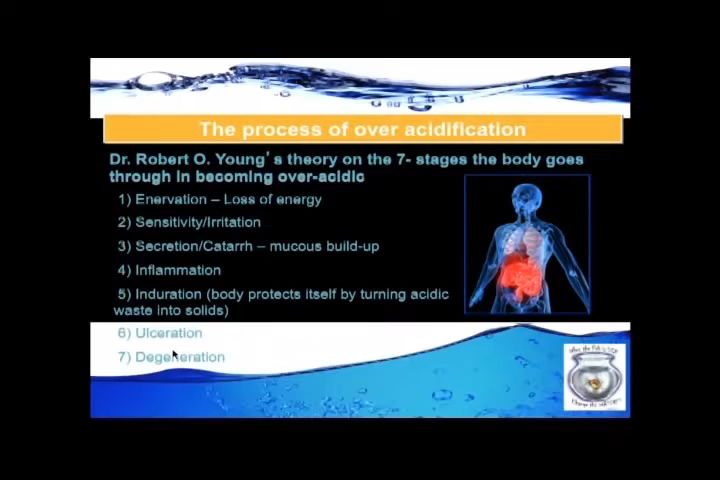 The process of over acidification
Dr. Robert O. Young's theory on the 7- stages the body goes
through in becoming over-acidic
1) Enervation – Loss of energy
2) Sensitivity/Irritation
3) Secretion/Catarrh – mucous build-up
4) Inflammation
5) Induration (body protects itself by turning acidic
waste into solids)
6) Ulceration
7) Degeneration